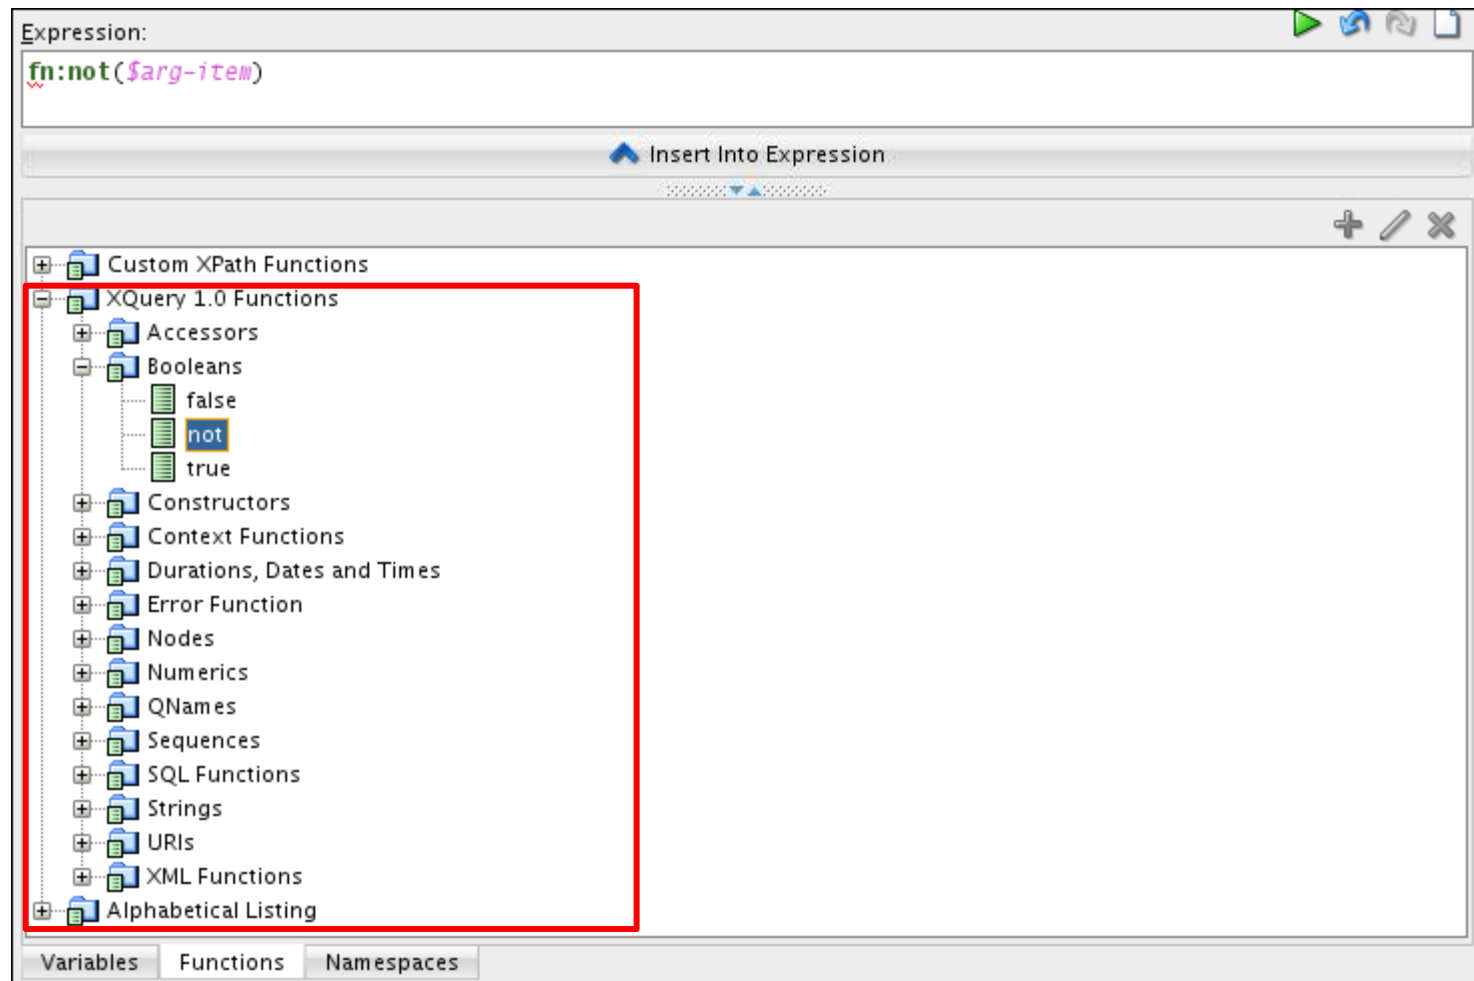 Expression:
fn:not($arg-item)
Insert Into Expression
Custom XPath Functions
XQuery 1.0 Functions
Accessors
Booleans
false
not
true
Constructors
Context Functions
Durations, Dates and Times
Error Function
Nodes
Numerics
QNames
Sequences
SQL Functions
Strings
URIs
XML Functions
Alphabetical Listing
Variables Functions Namespaces